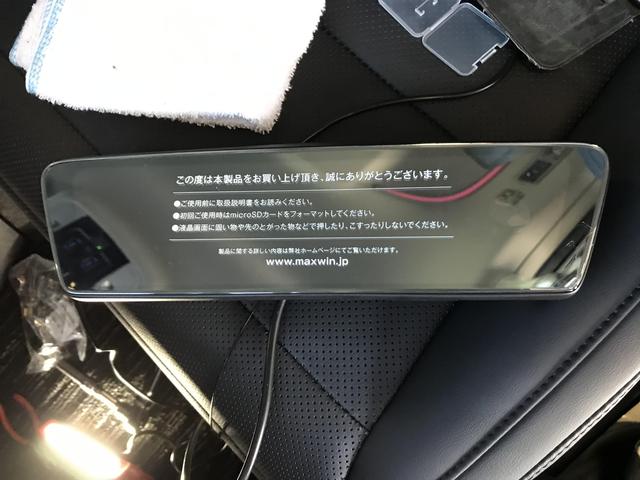 この度は本製品をお買い上げ頂き、誠にありがとうございます。
●ご使用前に取扱説明書をお読みください。
●初回ご使用時はmicroSDカードをフォーマットしてください。
●液晶画面に固い物や先のとがった物などで押したり、こすったりしないでください。
製品に関する詳しい内容は弊社ホームページにてご覧いただけます。
www.maxwin.jp